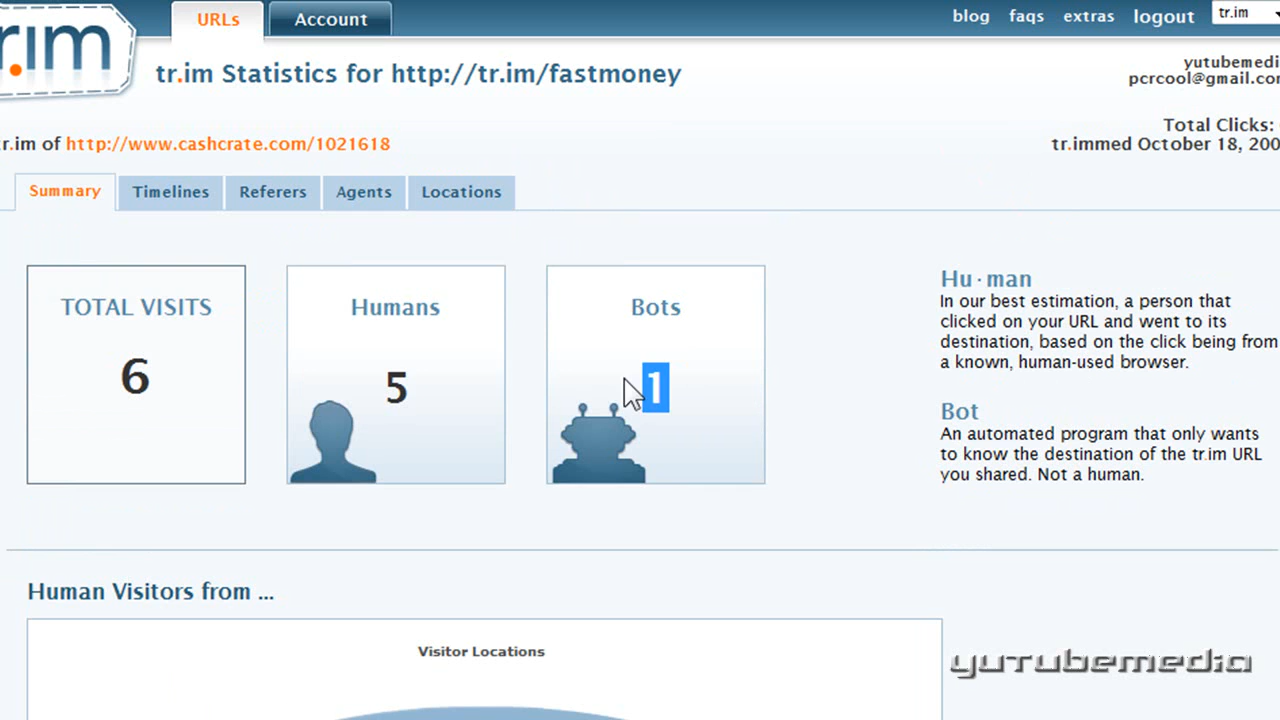 URLs
Account
blog
faqs
extras
logout
tr.im
r.im
tr.im Statistics for http://tr.im/fastmoney
yutubemedi
pcrcool@gmail.co
r.im of http://www.cashcrate.com/1021618
Total Clicks:
tr.immed October 18, 200
Summary
Timelines
Referers
Agents
Locations
TOTAL VISITS
6
Humans
5
Bots
1
Hu·man
In our best estimation, a person that
clicked on your URL and went to its
destination, based on the click being from
a known, human-used browser.
Bot
An automated program that only wants
to know the destination of the tr.im URL
you shared. Not a human.
Human Visitors from ...
Visitor Locations
yuTubemedia